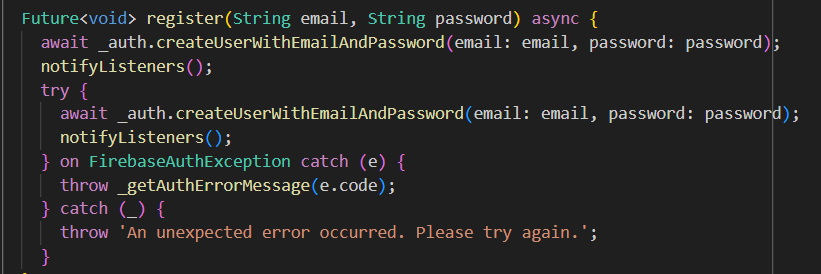 Future<void> register(String email, String password) async {
await _auth.createUserWithEmailAndPassword(email: email, password: password);
notifyListeners();
try {
await _auth.createUserWithEmailAndPassword(email: email, password: password);
notifyListeners();
} on FirebaseAuthException catch (e) {
throw _getAuthErrorMessage(e.code);
} catch (_) {
throw 'An unexpected error occurred. Please try again.';
}